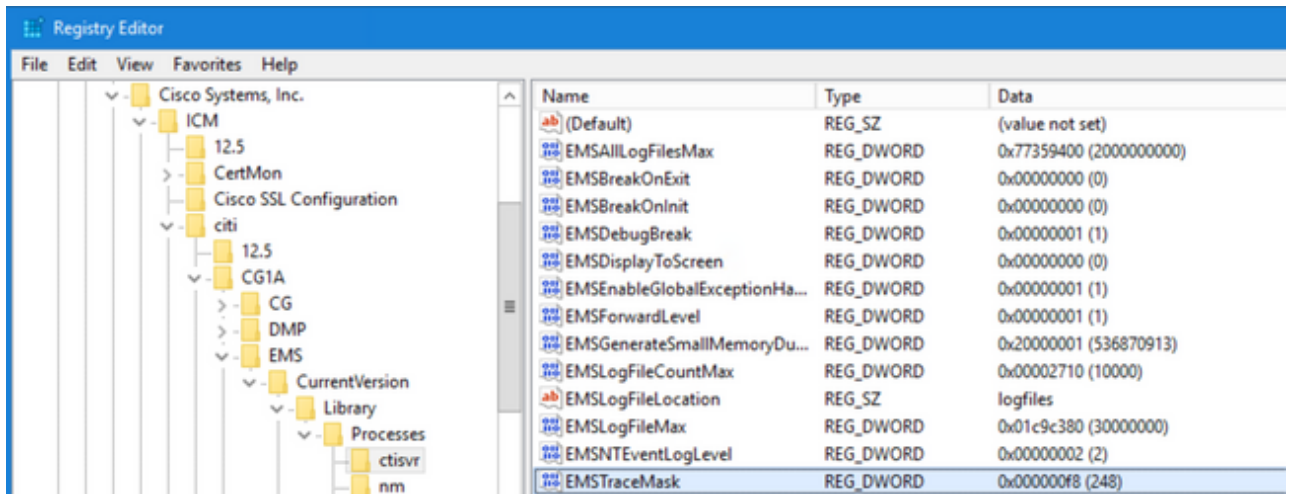 Registry Editor
File Edit View Favorites Help
Cisco Systems, Inc.
ICM
12.5
CertMon
Cisco SSL Configuration
citi
12.5
CG1A
CG
DMP
EMS
CurrentVersion
Library
Processes
ctisvr
nm
Name Type Data
(Default) REG_SZ (value not set)
EMSAllLogFilesMax REG_DWORD 0x77359400 (2000000000)
EMSBreakOnExit REG_DWORD 0x00000000 (0)
EMSBreakOnInit REG_DWORD 0x00000000 (0)
EMSDebugBreak REG_DWORD 0x00000001 (1)
EMSDisplayToScreen REG_DWORD 0x00000000 (0)
EMSEnableGlobalExceptionHa... REG_DWORD 0x00000001 (1)
EMSForwardLevel REG_DWORD 0x00000001 (1)
EMSGenerateSmallMemoryDu... REG_DWORD 0x20000001 (536870913)
EMSLogFileCountMax REG_DWORD 0x00002710 (10000)
EMSLogFileLocation REG_SZ logfiles
EMSLogFileMax REG_DWORD 0x01c9c380 (30000000)
EMSNTEventLogLevel REG_DWORD 0x00000002 (2)
EMSTraceMask REG_DWORD 0x000000f8 (248)